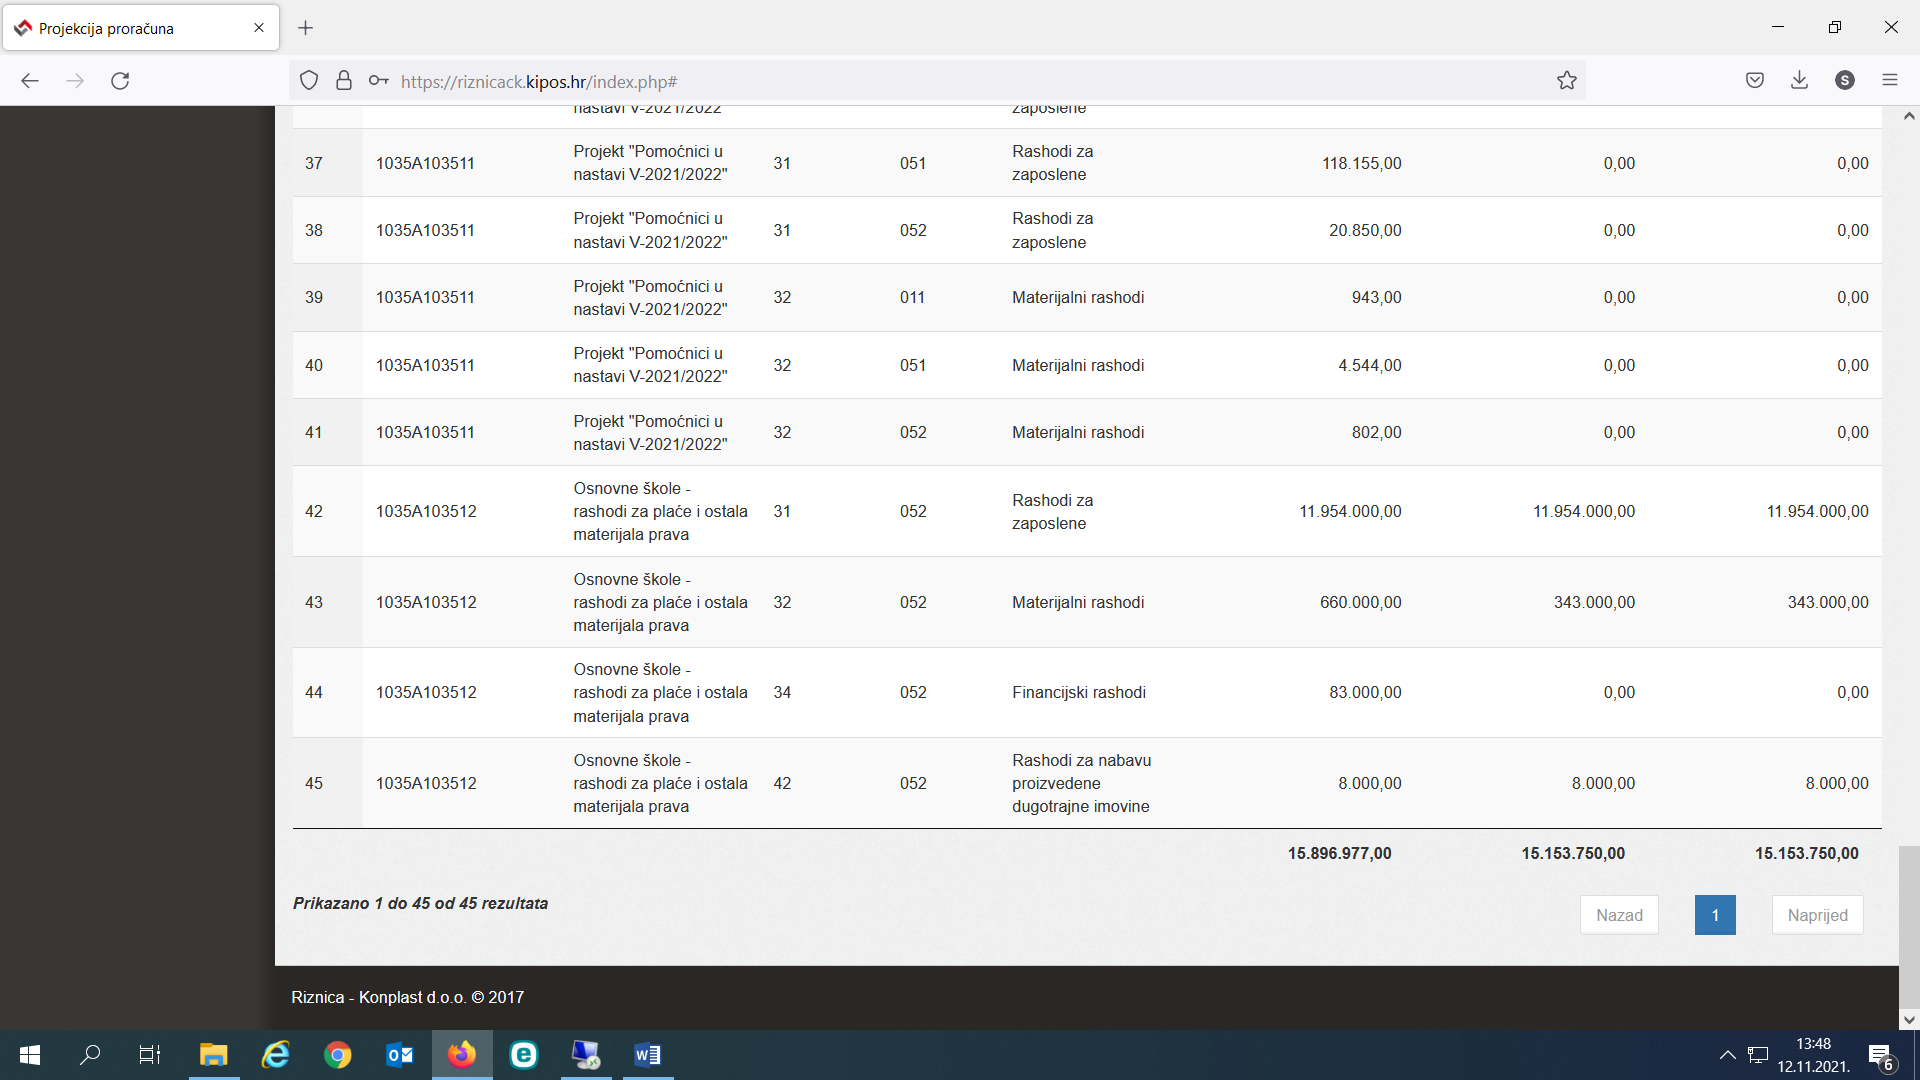 Projekcija proračuna
https://riznicack.kipos.hr/index.php#
S
nastavi V-2021/2022" zaposlene
37 1035A103511 Projekt "Pomoćnici u nastavi V-2021/2022" 31 051 Rashodi za zaposlene 118.155,00 0,00 0,00
38 1035A103511 Projekt "Pomoćnici u nastavi V-2021/2022" 31 052 Rashodi za zaposlene 20.850,00 0,00 0,00
39 1035A103511 Projekt "Pomoćnici u nastavi V-2021/2022" 32 011 Materijalni rashodi 943,00 0,00 0,00
40 1035A103511 Projekt "Pomoćnici u nastavi V-2021/2022" 32 051 Materijalni rashodi 4.544,00 0,00 0,00
41 1035A103511 Projekt "Pomoćnici u nastavi V-2021/2022" 32 052 Materijalni rashodi 802,00 0,00 0,00
42 1035A103512 Osnovne škole - rashodi za plaće i ostala materijala prava 31 052 Rashodi za zaposlene 11.954.000,00 11.954.000,00 11.954.000,00
43 1035A103512 Osnovne škole - rashodi za plaće i ostala materijala prava 32 052 Materijalni rashodi 660.000,00 343.000,00 343.000,00
44 1035A103512 Osnovne škole - rashodi za plaće i ostala materijala prava 34 052 Financijski rashodi 83.000,00 0,00 0,00
45 1035A103512 Osnovne škole - rashodi za plaće i ostala materijala prava 42 052 Rashodi za nabavu proizvedene dugotrajne imovine 8.000,00 8.000,00 8.000,00
15.896.977,00 15.153.750,00 15.153.750,00
Prikazano 1 do 45 od 45 rezultata
Nazad 1 Naprijed
Riznica - Konplast d.o.o. © 2017
13:48
12.11.2021.
6